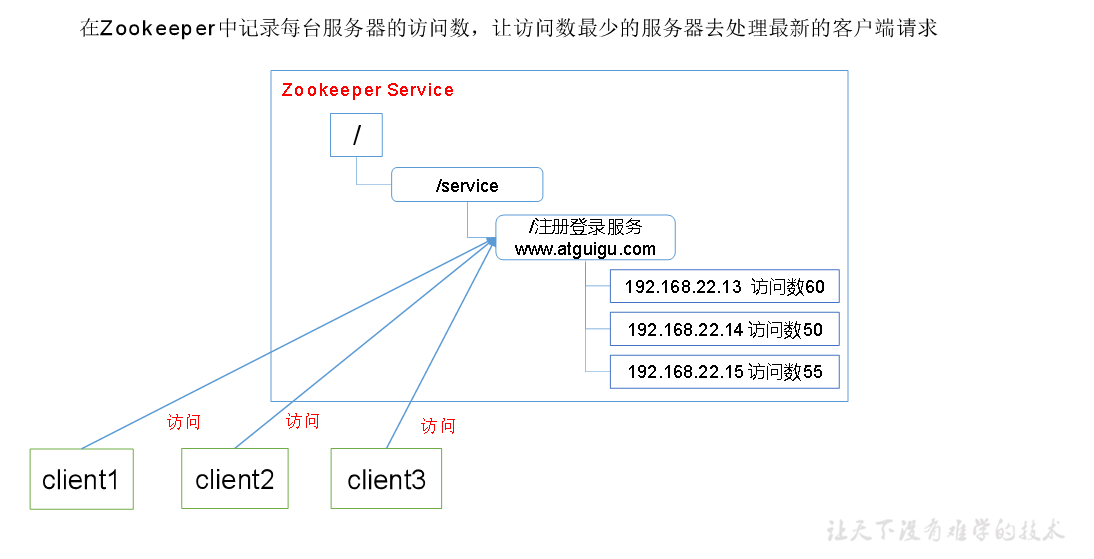 在Zookeeper中记录每台服务器的访问数，让访问数最少的服务器去处理最新的客户端请求
Zookeeper Service
/
/service
/注册登录服务
www.atguigu.com
192.168.22.13 访问数60
192.168.22.14 访问数50
192.168.22.15 访问数55
访问
访问
访问
client1
client2
client3
让天下没有难学的技术